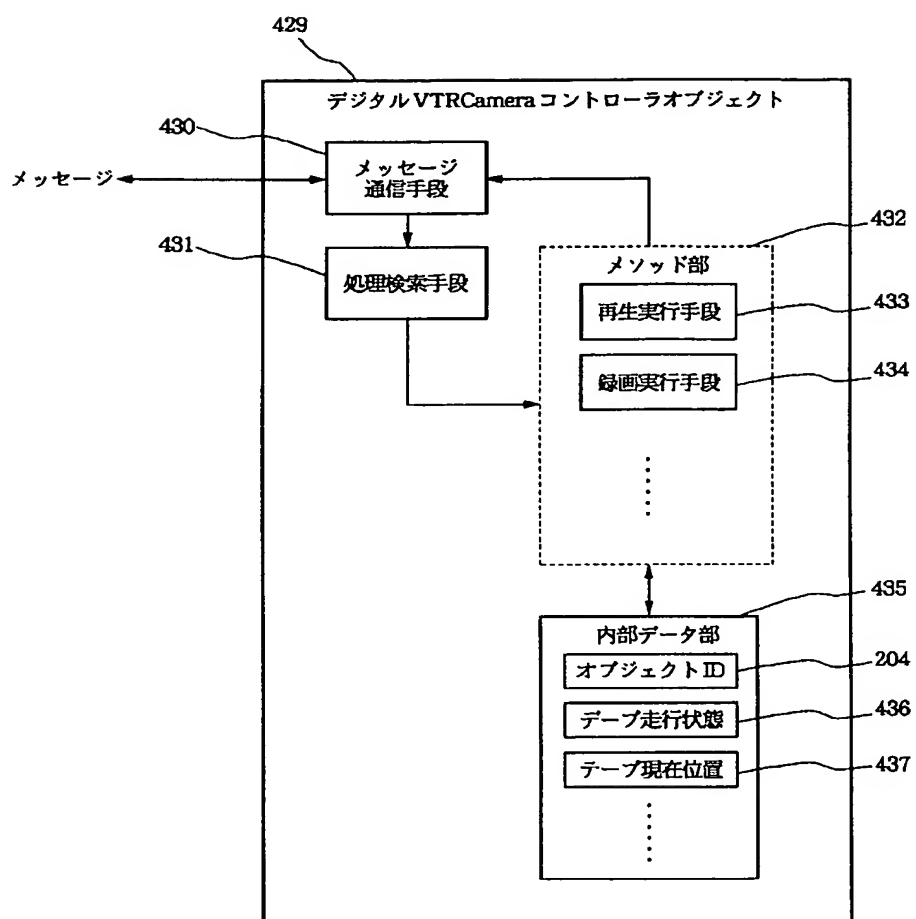 429
デジタルVTRCameraコントローラオブジェクト
430
メッセージ
メッセージ
通信手段
431
処理検索手段
432
メソッド部
再生実行手段
433
録画実行手段
434
435
内部データ部
オブジェクトID
204
デープ走行状態
436
テープ現在位置
437